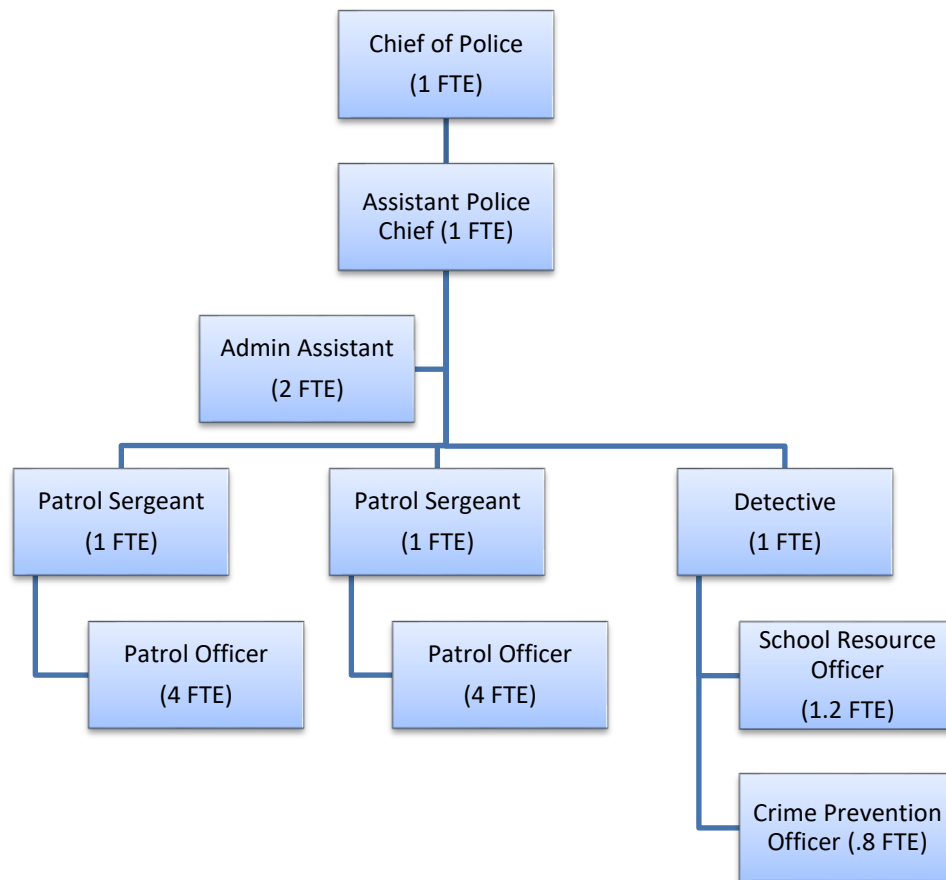 Chief of Police
(1 FTE)
Assistant Police
Chief (1 FTE)
Admin Assistant
(2 FTE)
Patrol Sergeant
(1 FTE)
Patrol Officer
(4 FTE)
Patrol Sergeant
(1 FTE)
Patrol Officer
(4 FTE)
Detective
(1 FTE)
School Resource
Officer
(1.2 FTE)
Crime Prevention
Officer (.8 FTE)